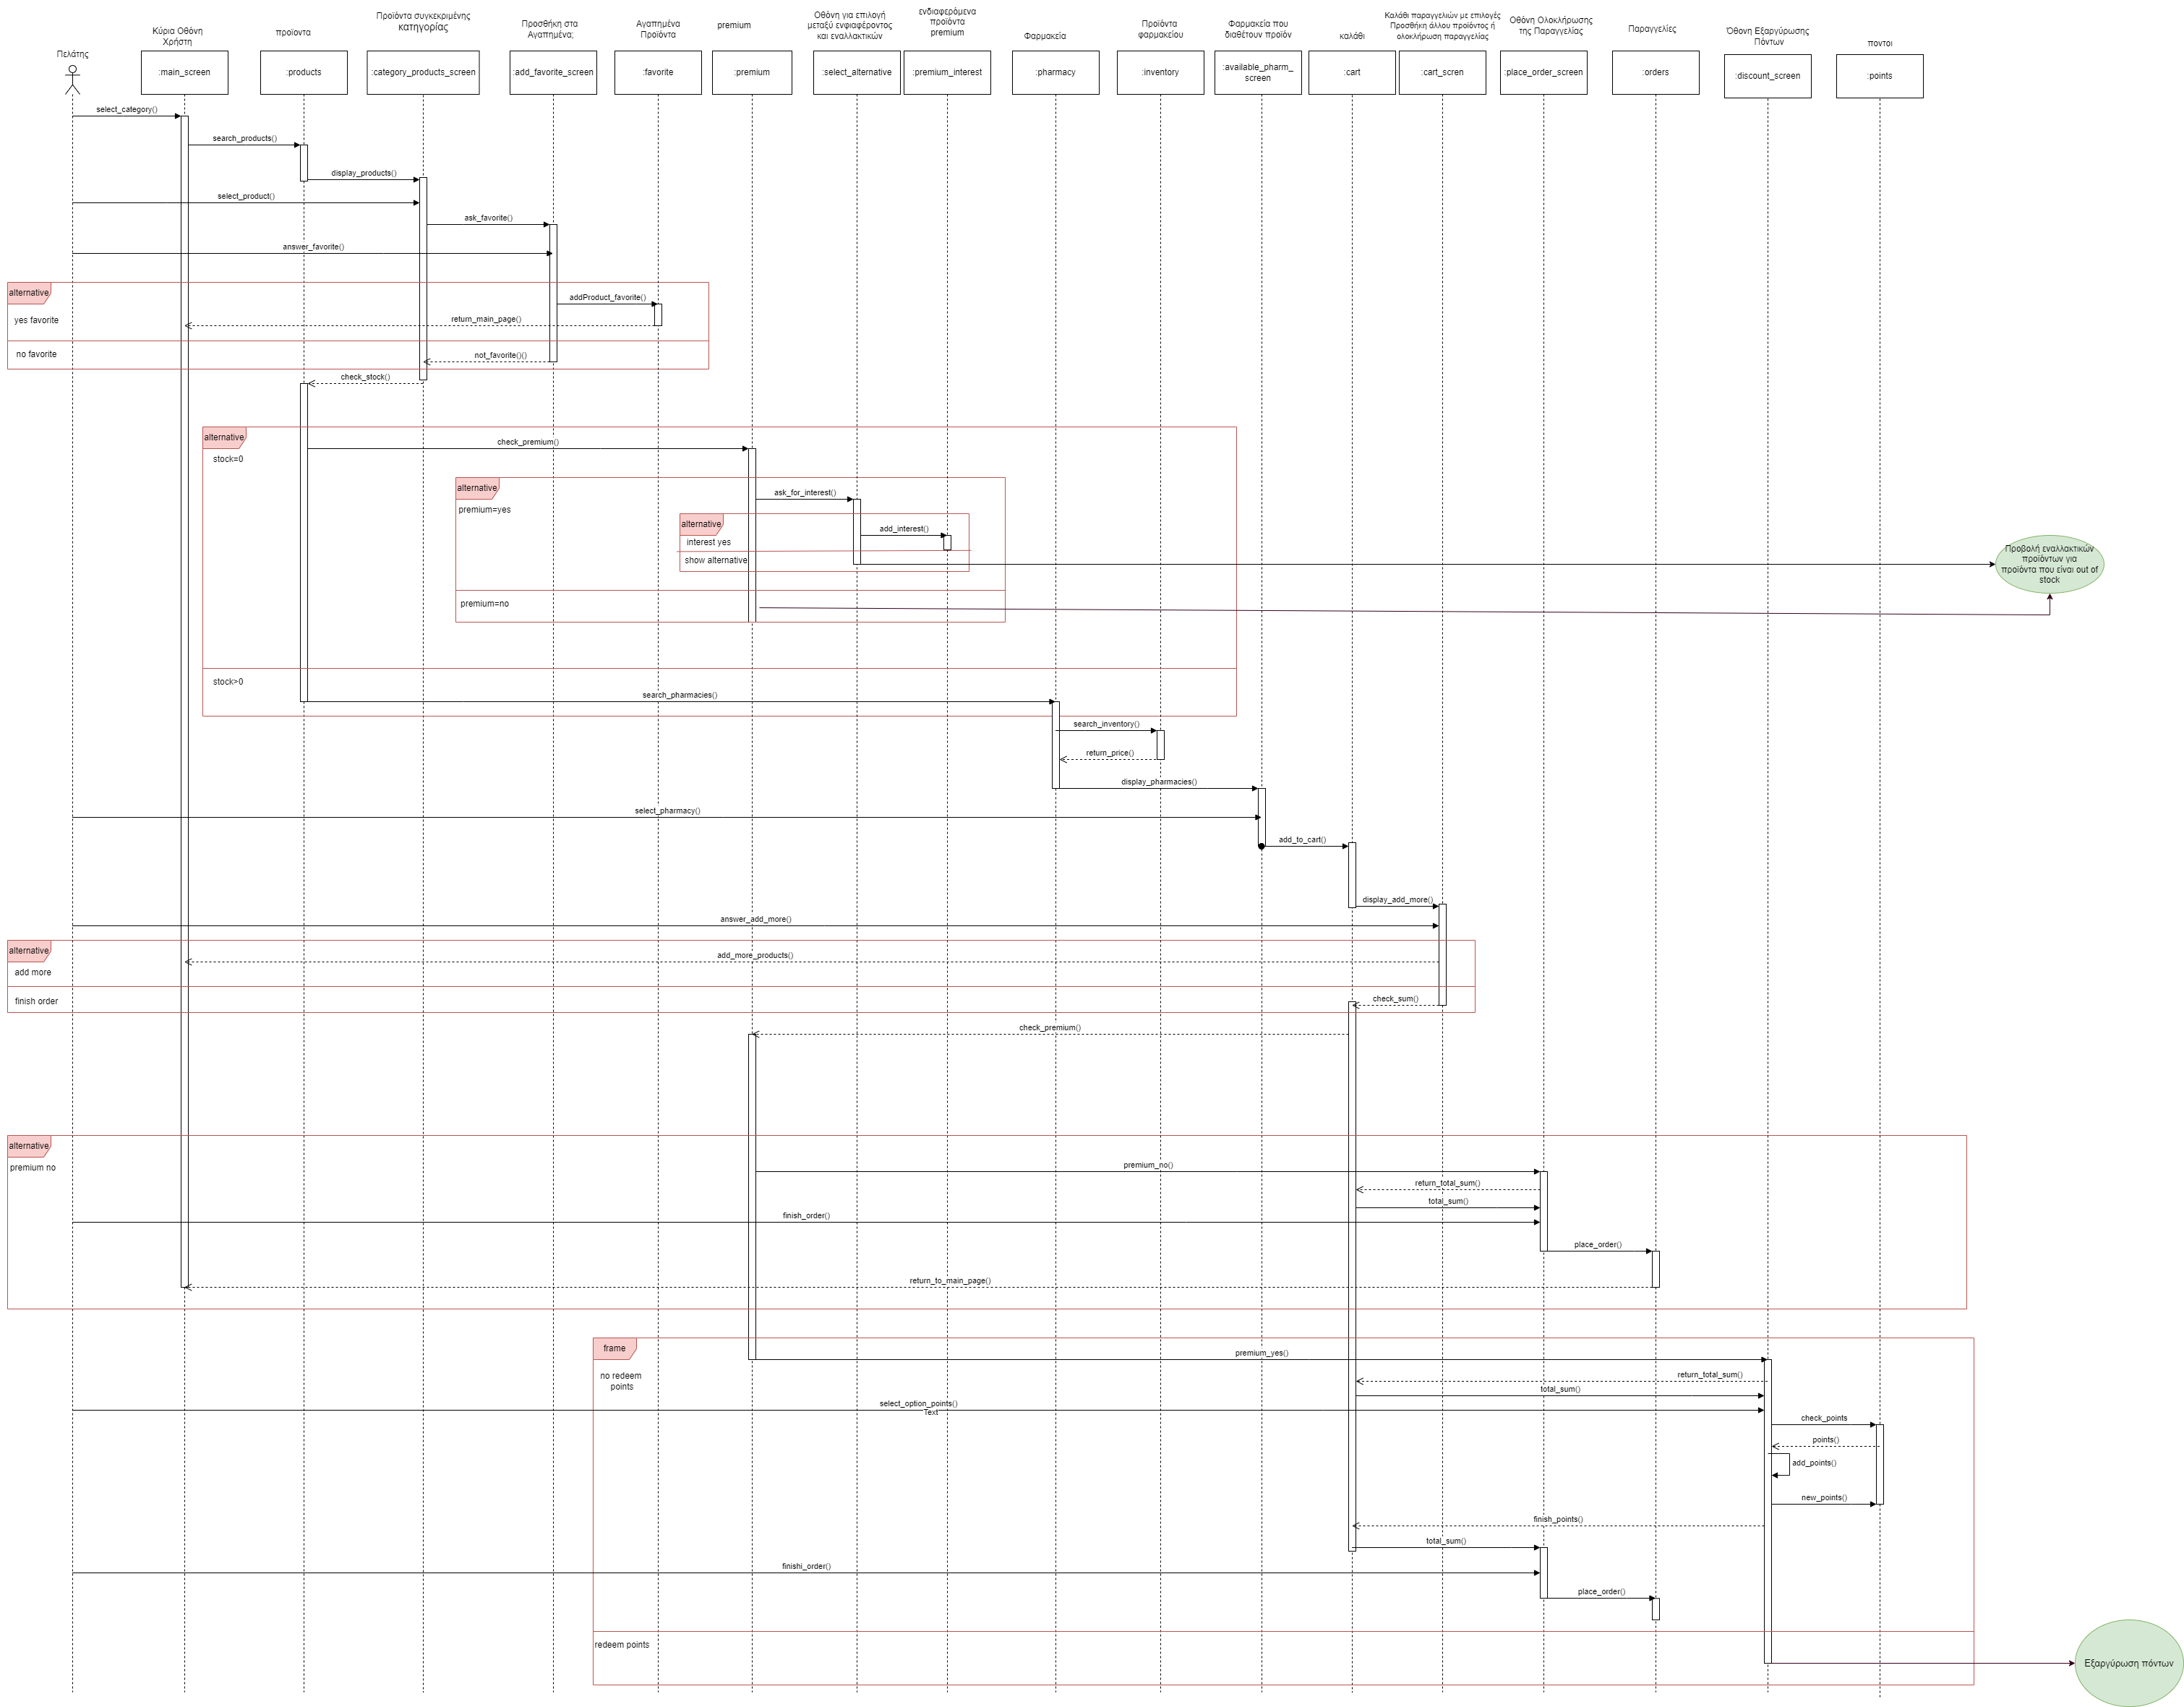 Πελάτης
Κύρια Οθόνη
Χρήστη
προϊοντα
Προϊόντα συγκεκριμένης
κατηγορίας
Προσθήκη στα
Αγαπημένα;
Αγαπημένα
Προϊόντα
premium
Οθόνη για επιλογή
μεταξύ ενφιαφέροντος
και εναλλακτικών
ενδιαφερόμενα
προϊόντα
premium
Φαρμακεία
Προϊόντα
φαρμακείου
Φαρμακεία που
διαθέτουν προϊόν
καλάθι
Καλάθι παραγγελιών με επιλογές
Προσθήκη άλλου προϊόντος ή
ολοκλήρωση παραγγελίας
Οθόνη Ολοκλήρωσης
της Παραγγελίας
Παραγγελίες
Όθονη Εξαργύρωσης
Πόντων
ποντοι
:main_screen
:products
:category_products_screen
:add_favorite_screen
:favorite
:premium
:select_alternative
:premium_interest
:pharmacy
:inventory
:available_pharm_
screen
:cart
:cart_scren
:place_order_screen
:orders
:discount_screen
:points
select_category()
search_products()
display_products()
select_product()
ask_favorite()
answer_favorite()
alternative
addProduct_favorite()
yes favorite
return_main_page()
no favorite
not_favorite()()
check_stock()
alternative
check_premium()
stock=0
alternative
ask_for_interest()
premium=yes
alternative
add_interest()
interest yes
show alternative
Προβολή εναλλακτικών
προϊόντων για
προϊόντα που είναι out of
stock
premium=no
stock>0
search_pharmacies()
search_inventory()
return_price()
display_pharmacies()
select_pharmacy()
add_to_cart()
display_add_more()
answer_add_more()
alternative
add_more_products()
add more
finish order
check_sum()
check_premium()
alternative
premium no
premium_no()
return_total_sum()
total_sum()
finish_order()
place_order()
return_to_main_page()
frame
premium_yes()
no redeem
points
return_total_sum()
total_sum()
select_option_points()
Text
check_points
points()
add_points()
new_points()
finish_points()
total_sum()
finishi_order()
place_order()
redeem points
Εξαργύρωση πόντων